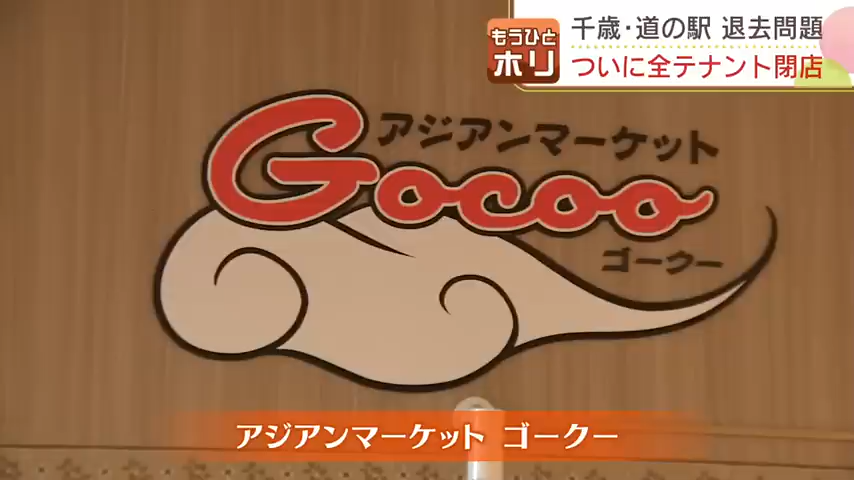 もうひと
ホリ
千歳・道の駅 退去問題
ついに全テナント閉店
アジアンマーケット
Gocoo
ゴークー
アジアンマーケット ゴークー